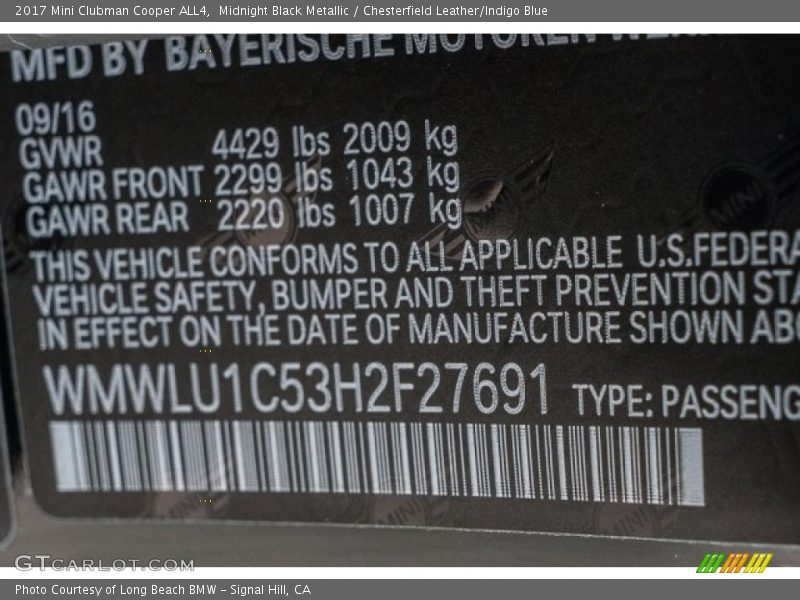 2017 Mini Clubman Cooper ALL4, Midnight Black Metallic / Chesterfield Leather/Indigo Blue
MFD BY BAYERISCHE MOTOREN
09/16
GVWR 4429 lbs 2009 kg
GAWR FRONT 2299 lbs 1043 kg
GAWR REAR 2220 lbs 1007 kg
THIS VEHICLE CONFORMS TO ALL APPLICABLE U.S.FEDERA
VEHICLE SAFETY, BUMPER AND THEFT PREVENTION STA
IN EFFECT ON THE DATE OF MANUFACTURE SHOWN ABO
WMWLU1C53H2F27691 TYPE: PASSENG
GTCARLOT.COM
Photo Courtesy of Long Beach BMW - Signal Hill, CA